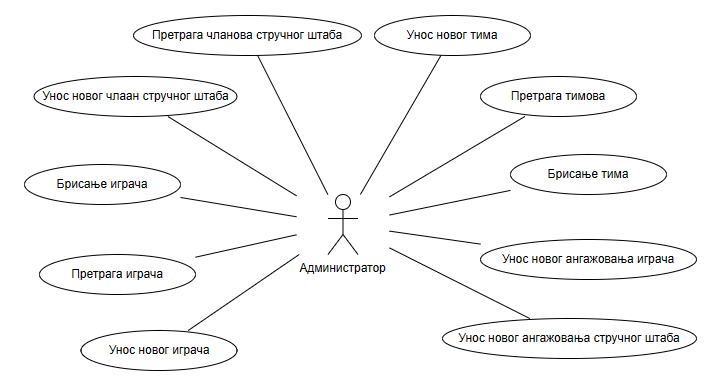 Претрага чланова стручног штаба
Унос новог тима
Унос новог члаан стручног штаба
Претрага тимова
Брисање играча
Брисање тима
Претрага играча
Унос новог ангажовања играча
Администратор
Унос новог играча
Унос новог ангажовања стручног штаба